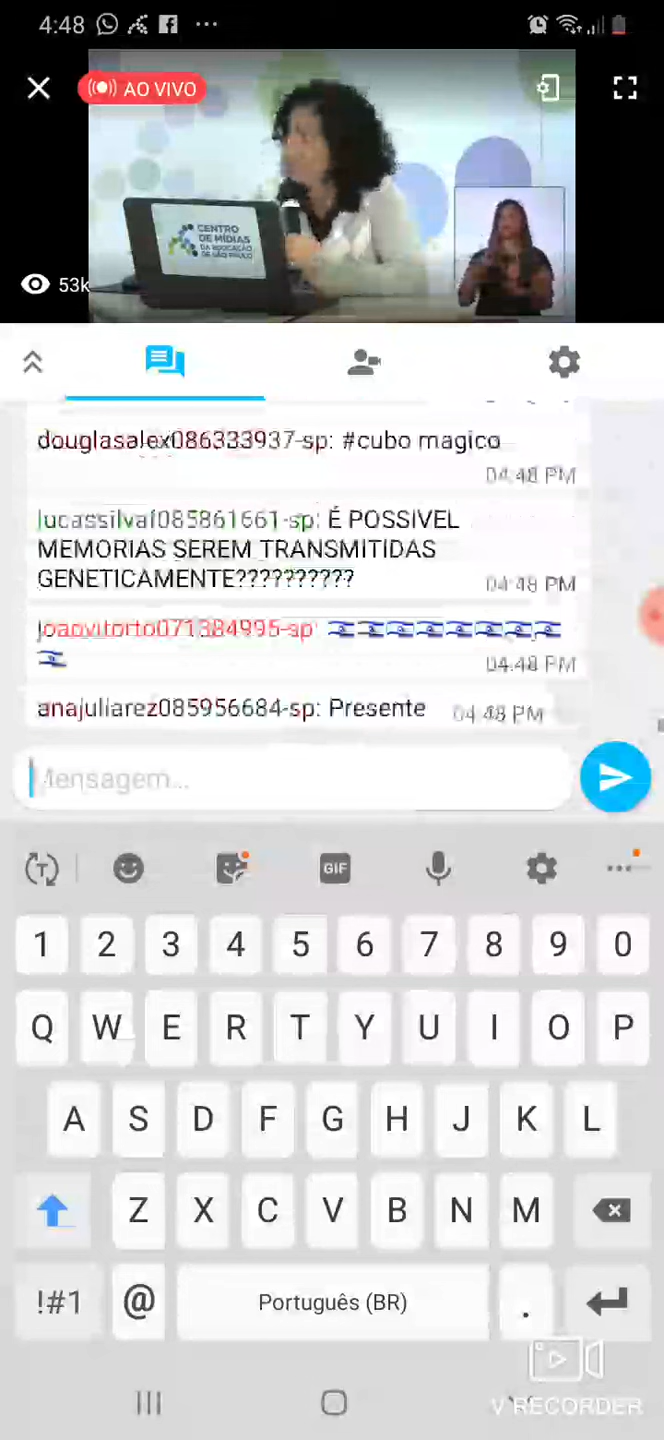 4:48
AO VIVO
CENTRO
DE MÍDIAS
DA EDUCAÇÃO
DE SÃO PAULO
53k
douglasalex086333937-sp: #cubo magico
04:48 PM
lucassilvaf085861661-sp: É POSSIVEL
MEMORIAS SEREM TRANSMITIDAS
GENETICAMENTE??????????
04:48 PM
joaovitorto071384995-sp: 🇮🇱🇮🇱🇮🇱🇮🇱🇮🇱🇮🇱🇮🇱🇮🇱
🇮🇱
04:48 PM
anajuliarez085956684-sp: Presente 04:48 PM
Mensagem...
GIF
1 2 3 4 5 6 7 8 9 0
Q W E R T Y U I O P
A S D F G H J K L
Z X C V B N M
!#1 @ Português (BR) .
V RECORDER